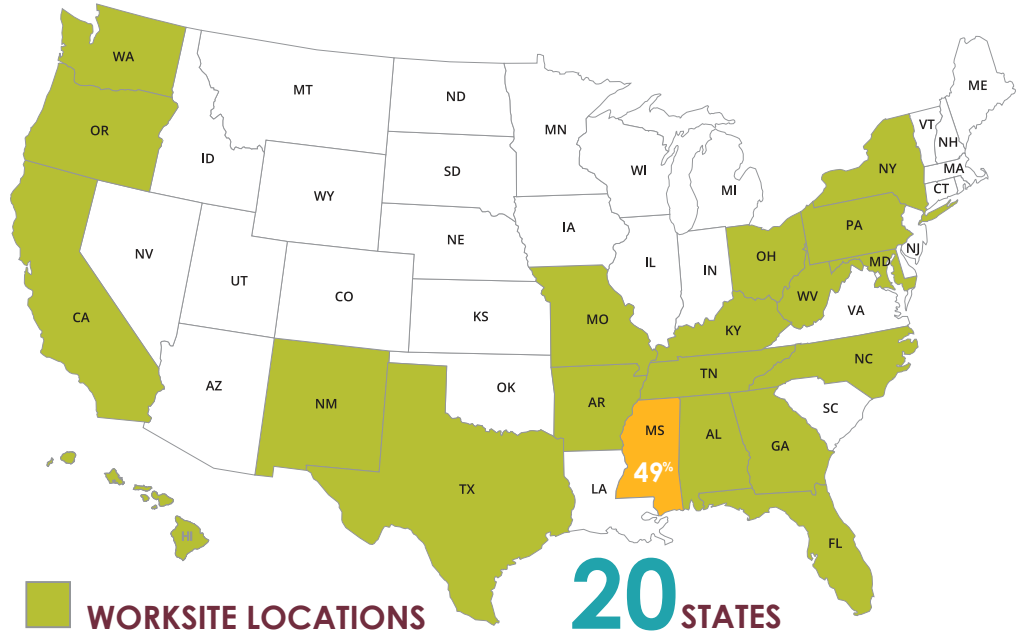 WA
MT
ND
MN
ME
OR
ID
SD
WI
MI
VT
NH
NY
MA
CT
WY
NE
IA
PA
NJ
NV
UT
CO
IL
IN
OH
MD
CA
KS
MO
WV
VA
KY
AZ
NM
OK
AR
TN
NC
SC
MS
49%
AL
GA
TX
LA
FL
HI
WORKSITE LOCATIONS
20 STATES